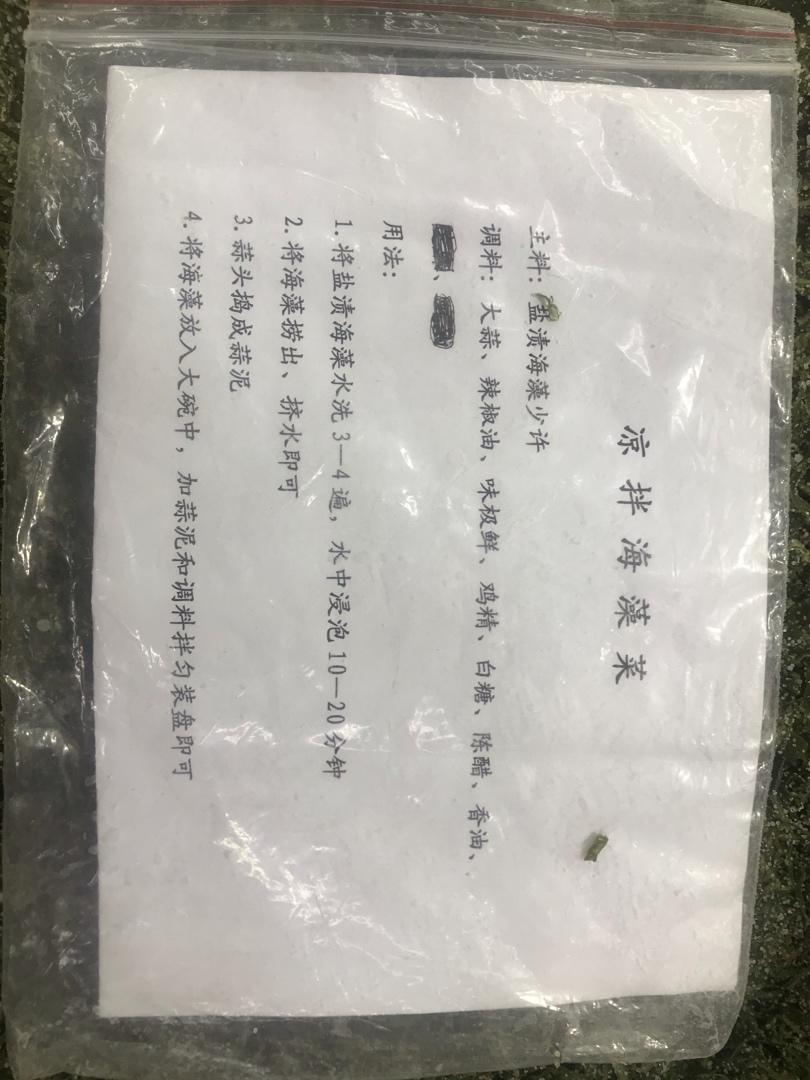 凉拌海藻菜
主料：盐渍海藻少许
调料：大蒜、辣椒油、味极鲜、鸡精、白糖、陈醋、香油、
、
用法：
1.将盐渍海藻水洗3—4遍，水中浸泡10—20分钟
2.将海藻捞出、挤水即可
3.蒜头捣成蒜泥
4.将海藻放入大碗中，加蒜泥和调料拌匀装盘即可